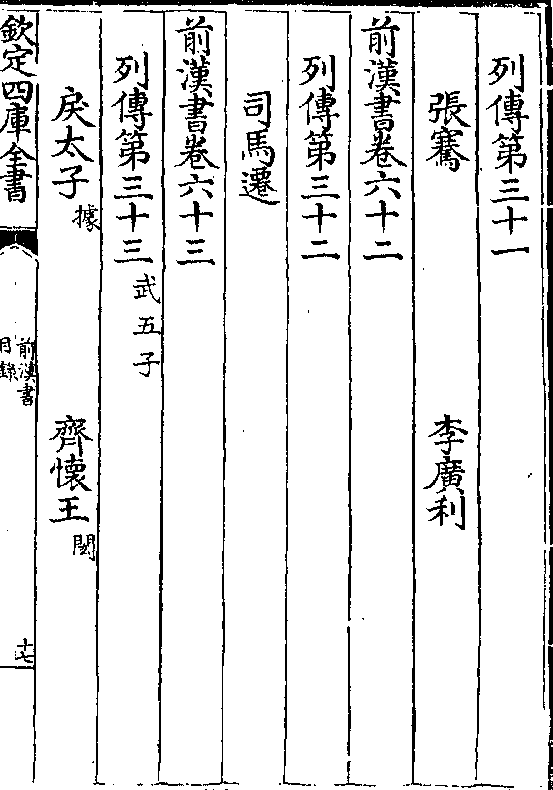 列傳第三十一
張騫 李廣利
前漢書卷六十二
列傳第三十二
司馬遷
前漢書卷六十三
列傳第三十三 武五子
戾太子 據 齊懐王 閎
欽定四庫全書 前漢書 目錄 十七